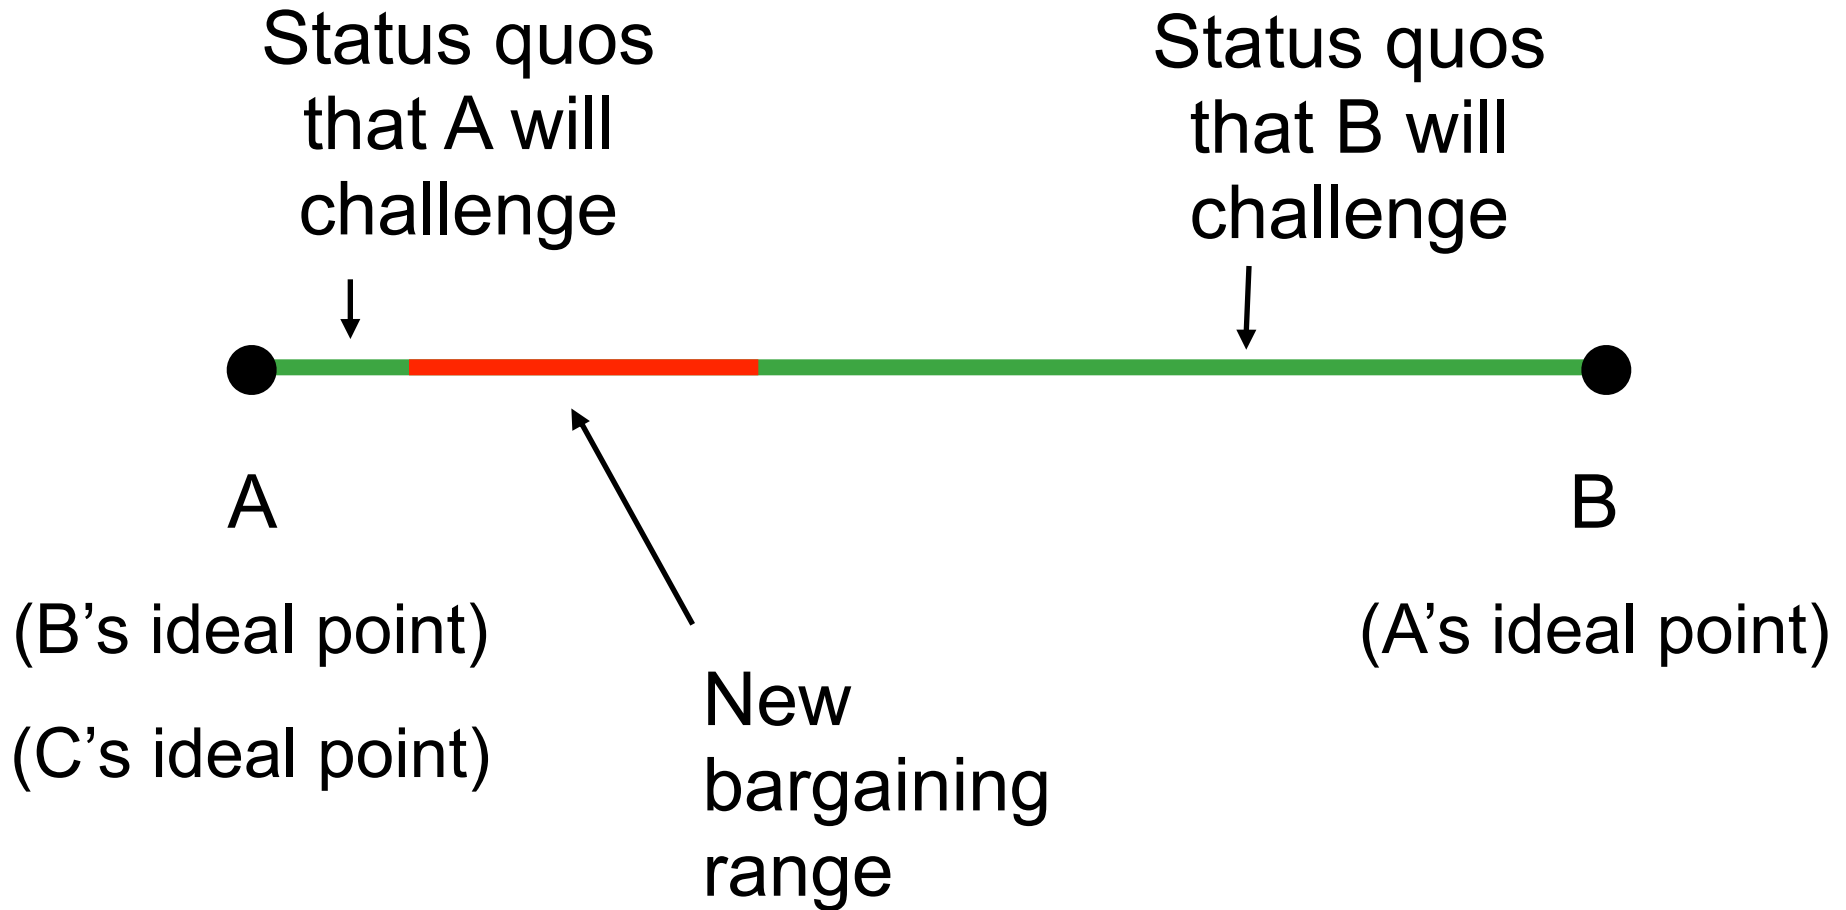 Status quos
that A will
challenge
Status quos
that B will
challenge
A
B
(B’s ideal point)
(A’s ideal point)
(C’s ideal point)
New
bargaining
range